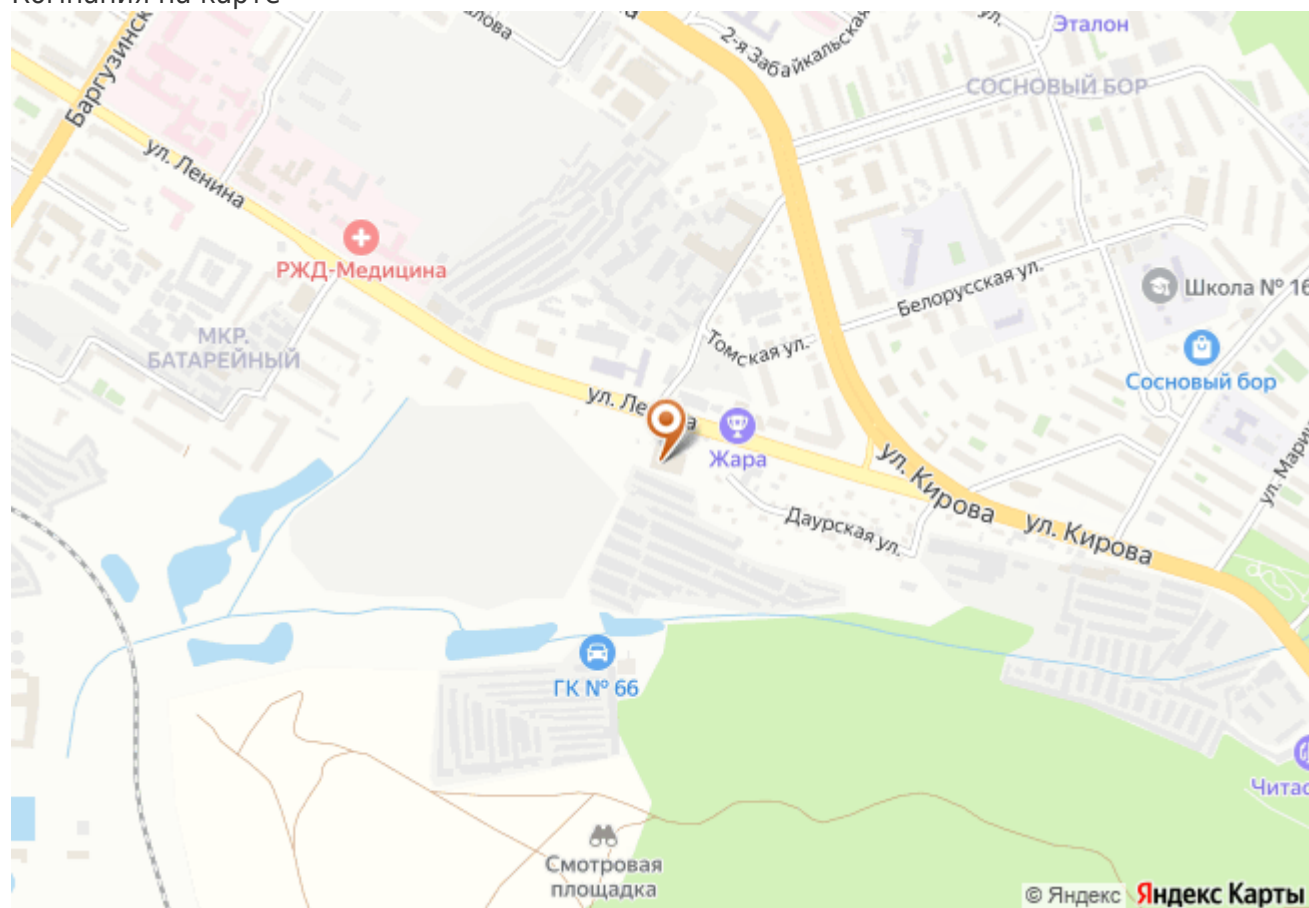 Компания на карте
Эталон
2-я Забайкальская
СОСНОВЫЙ БОР
ул. Ленина
РЖД-Медицина
Белорусская ул.
Школа № 16
МКР.
БАТАРЕЙНЫЙ
Томская ул.
Сосновый бор
ул.
Жара
ул. Кирова
ул. Кирова
Даурская ул.
ГК № 66
Смотровая
площадка
© Яндекс Яндекс Карты